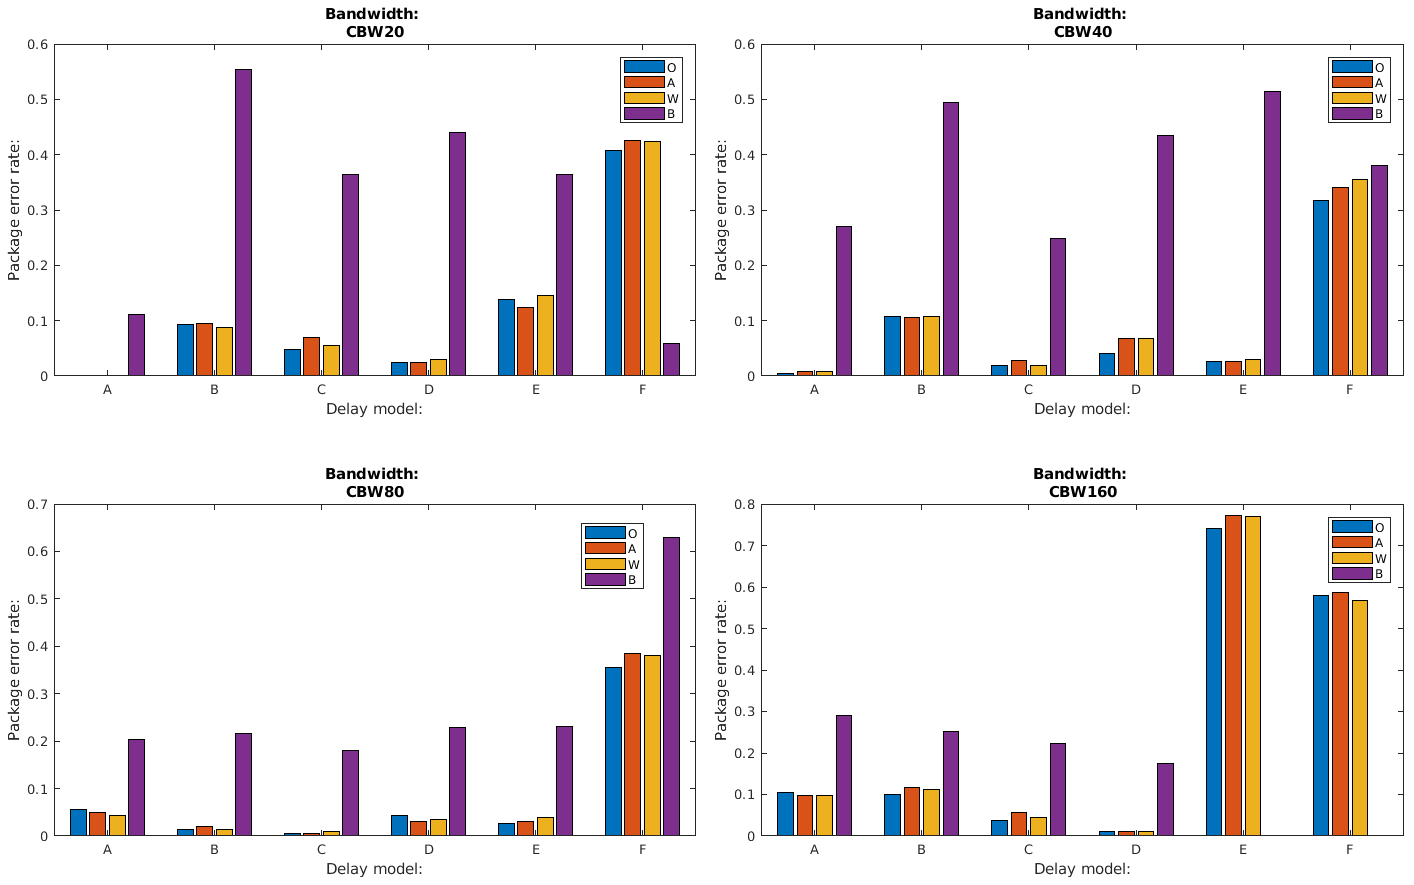 Bandwidth:
CBW20
0.6
0.5
0.4
0.3
0.2
0.1
0
Package error rate:
A B C D E F
Delay model:
O
A
W
B
Bandwidth:
CBW40
0.6
0.5
0.4
0.3
0.2
0.1
0
Package error rate:
A B C D E F
Delay model:
O
A
W
B
Bandwidth:
CBW80
0.7
0.6
0.5
0.4
0.3
0.2
0.1
0
Package error rate:
A B C D E F
Delay model:
O
A
W
B
Bandwidth:
CBW160
0.8
0.7
0.6
0.5
0.4
0.3
0.2
0.1
0
Package error rate:
A B C D E F
Delay model:
O
A
W
B